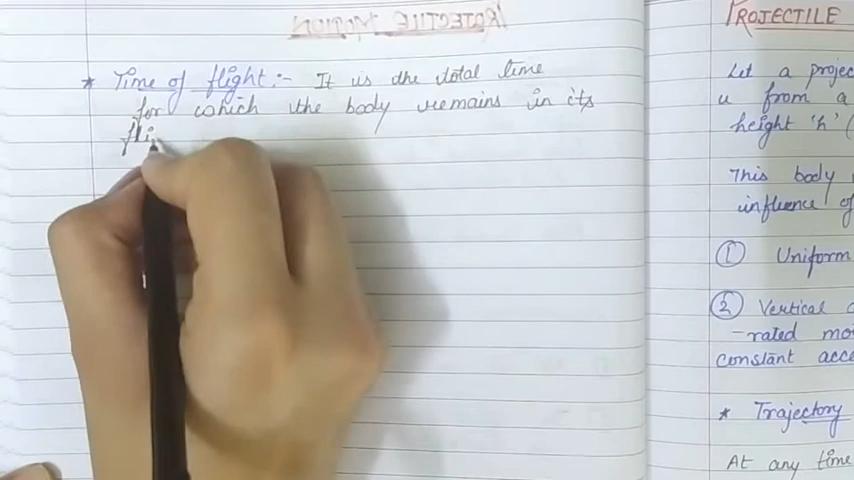 PROJECTILE MOTION
* Time of flight :- It is the total time
for which the body remains in its
fli
PROJECTILE
Let a projec
u from a
height 'h' (
This body
influence of
① Uniform
② Vertical
-rated mo
constant acce
* Trajectory
At any time